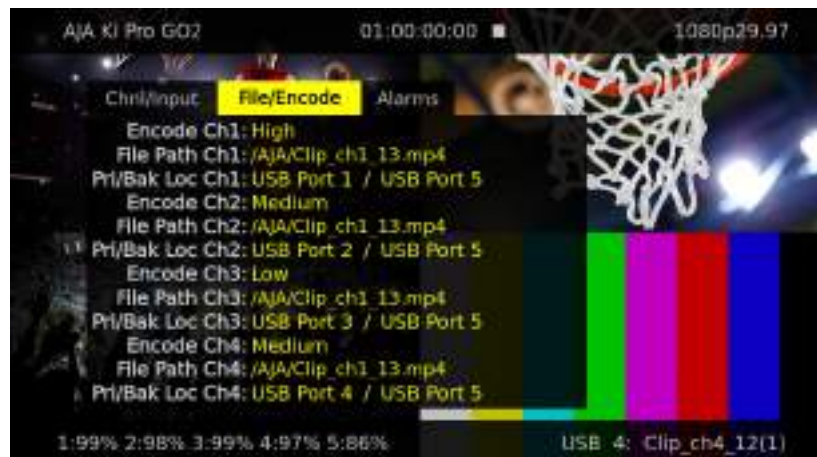 AJA Ki Pro GO2 01:00:00:00 1080p29.97
Chnl/Input File/Encode Alarms
Encode Ch1: High
File Path Ch1: /AJA/Clip_ch1_13.mp4
Pri/Bak Loc Ch1: USB Port 1 / USB Port 5
Encode Ch2: Medium
File Path Ch2: /AJA/Clip_ch1_13.mp4
Pri/Bak Loc Ch2: USB Port 2 / USB Port 5
Encode Ch3: Low
File Path Ch3: /AJA/Clip_ch1_13.mp4
Pri/Bak Loc Ch3: USB Port 3 / USB Port 5
Encode Ch4: Medium
File Path Ch4: /AJA/Clip_ch1_13.mp4
Pri/Bak Loc Ch4: USB Port 4 / USB Port 5
1:99% 2:98% 3:99% 4:97% 5:86% USB 4: Clip_ch4_12(1)